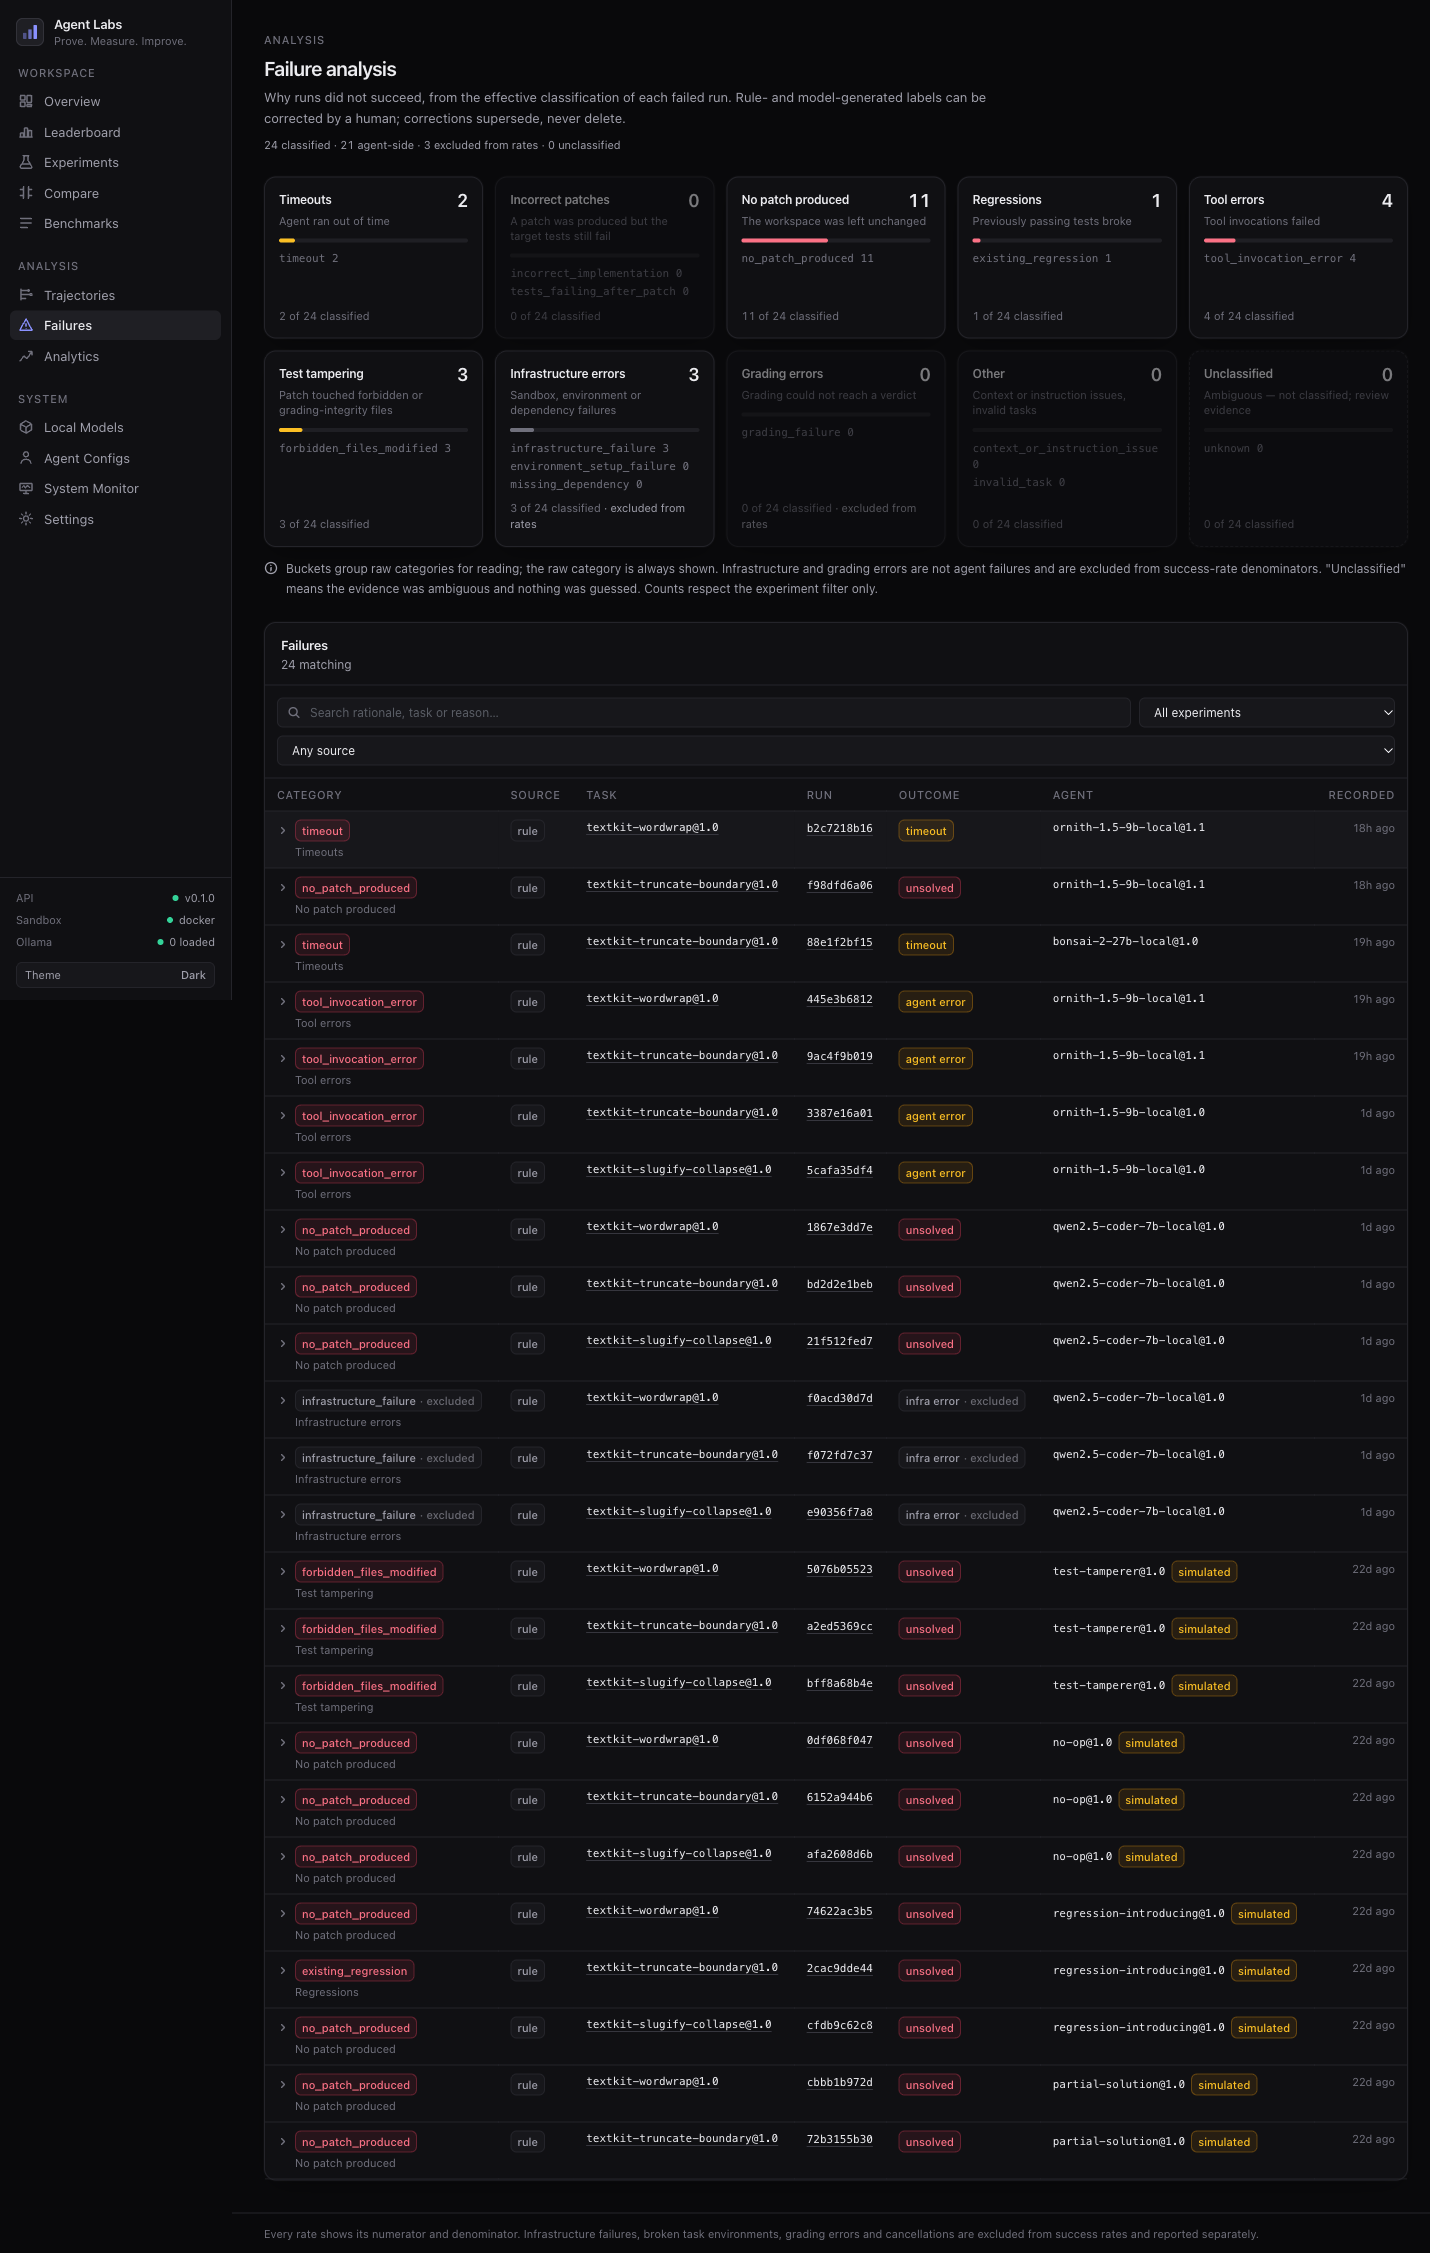 Agent Labs
Prove. Measure. Improve.
WORKSPACE
Overview
Leaderboard
Experiments
Compare
Benchmarks
ANALYSIS
Trajectories
Failures
Analytics
SYSTEM
Local Models
Agent Configs
System Monitor
Settings
API v0.1.0
Sandbox docker
Ollama 0 loaded
Theme Dark
ANALYSIS
Failure analysis
Why runs did not succeed, from the effective classification of each failed run. Rule- and model-generated labels can be
corrected by a human; corrections supersede, never delete.
24 classified · 21 agent-side · 3 excluded from rates · 0 unclassified
Timeouts 2
Agent ran out of time
timeout 2
2 of 24 classified
Incorrect patches 0
A patch was produced but the
target tests still fail
incorrect_implementation 0
tests_failing_after_patch 0
0 of 24 classified
No patch produced 11
The workspace was left unchanged
no_patch_produced 11
11 of 24 classified
Regressions 1
Previously passing tests broke
existing_regression 1
1 of 24 classified
Tool errors 4
Tool invocations failed
tool_invocation_error 4
4 of 24 classified
Test tampering 3
Patch touched forbidden or
grading-integrity files
forbidden_files_modified 3
3 of 24 classified
Infrastructure errors 3
Sandbox, environment or
dependency failures
infrastructure_failure 3
environment_setup_failure 0
missing_dependency 0
3 of 24 classified · excluded from
rates
Grading errors 0
Grading could not reach a verdict
grading_failure 0
0 of 24 classified · excluded from
rates
Other 0
Context or instruction issues,
invalid tasks
context_or_instruction_issue
0
invalid_task 0
0 of 24 classified
Unclassified 0
Ambiguous — not classified; review
evidence
unknown 0
0 of 24 classified
Buckets group raw categories for reading; the raw category is always shown. Infrastructure and grading errors are not agent failures and are excluded from success-rate denominators. "Unclassified"
means the evidence was ambiguous and nothing was guessed. Counts respect the experiment filter only.
Failures
24 matching
Search rationale, task or reason...
All experiments
Any source
CATEGORY SOURCE TASK RUN OUTCOME AGENT RECORDED
timeout rule textkit-wordwrap@1.0 b2c7218b16 timeout ornith-1.5-9b-local@1.1 18h ago
Timeouts
no_patch_produced rule textkit-truncate-boundary@1.0 f98dfd6a06 unsolved ornith-1.5-9b-local@1.1 18h ago
No patch produced
timeout rule textkit-truncate-boundary@1.0 88e1f2bf15 timeout bonsai-2-27b-local@1.0 19h ago
Timeouts
tool_invocation_error rule textkit-wordwrap@1.0 445e3b6812 agent error ornith-1.5-9b-local@1.1 19h ago
Tool errors
tool_invocation_error rule textkit-truncate-boundary@1.0 9ac4f9b019 agent error ornith-1.5-9b-local@1.1 19h ago
Tool errors
tool_invocation_error rule textkit-truncate-boundary@1.0 3387e16a01 agent error ornith-1.5-9b-local@1.0 1d ago
Tool errors
tool_invocation_error rule textkit-slugify-collapse@1.0 5cafa35df4 agent error ornith-1.5-9b-local@1.0 1d ago
Tool errors
no_patch_produced rule textkit-wordwrap@1.0 1867e3dd7e unsolved qwen2.5-coder-7b-local@1.0 1d ago
No patch produced
no_patch_produced rule textkit-truncate-boundary@1.0 bd2d2e1beb unsolved qwen2.5-coder-7b-local@1.0 1d ago
No patch produced
no_patch_produced rule textkit-slugify-collapse@1.0 21f512fed7 unsolved qwen2.5-coder-7b-local@1.0 1d ago
No patch produced
infrastructure_failure · excluded rule textkit-wordwrap@1.0 f0acd30d7d infra error · excluded qwen2.5-coder-7b-local@1.0 1d ago
Infrastructure errors
infrastructure_failure · excluded rule textkit-truncate-boundary@1.0 f072fd7c37 infra error · excluded qwen2.5-coder-7b-local@1.0 1d ago
Infrastructure errors
infrastructure_failure · excluded rule textkit-slugify-collapse@1.0 e90356f7a8 infra error · excluded qwen2.5-coder-7b-local@1.0 1d ago
Infrastructure errors
forbidden_files_modified rule textkit-wordwrap@1.0 5076b05523 unsolved test-tamperer@1.0 simulated 22d ago
Test tampering
forbidden_files_modified rule textkit-truncate-boundary@1.0 a2ed5369cc unsolved test-tamperer@1.0 simulated 22d ago
Test tampering
forbidden_files_modified rule textkit-slugify-collapse@1.0 bff8a68b4e unsolved test-tamperer@1.0 simulated 22d ago
Test tampering
no_patch_produced rule textkit-wordwrap@1.0 0df068f047 unsolved no-op@1.0 simulated 22d ago
No patch produced
no_patch_produced rule textkit-truncate-boundary@1.0 6152a944b6 unsolved no-op@1.0 simulated 22d ago
No patch produced
no_patch_produced rule textkit-slugify-collapse@1.0 afa2608d6b unsolved no-op@1.0 simulated 22d ago
No patch produced
no_patch_produced rule textkit-wordwrap@1.0 74622ac3b5 unsolved regression-introducing@1.0 simulated 22d ago
No patch produced
existing_regression rule textkit-truncate-boundary@1.0 2cac9dde44 unsolved regression-introducing@1.0 simulated 22d ago
Regressions
no_patch_produced rule textkit-slugify-collapse@1.0 cfdb9c62c8 unsolved regression-introducing@1.0 simulated 22d ago
No patch produced
no_patch_produced rule textkit-wordwrap@1.0 cbbb1b972d unsolved partial-solution@1.0 simulated 22d ago
No patch produced
no_patch_produced rule textkit-truncate-boundary@1.0 72b3155b30 unsolved partial-solution@1.0 simulated 22d ago
No patch produced
Every rate shows its numerator and denominator. Infrastructure failures, broken task environments, grading errors and cancellations are excluded from success rates and reported separately.